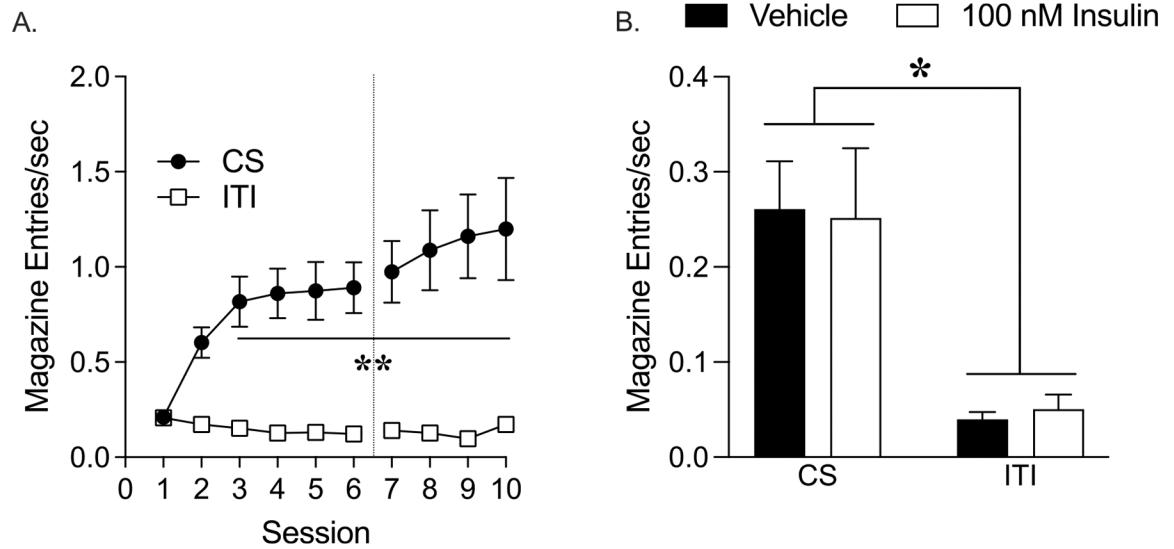 A.
Magazine Entries/sec
2.0
1.5
1.0
0.5
0.0
CS
ITI
**
0 1 2 3 4 5 6 7 8 9 10
Session
B.
Vehicle 100 nM Insulin
Magazine Entries/sec
0.4
0.3
0.2
0.1
0.0
*
CS ITI